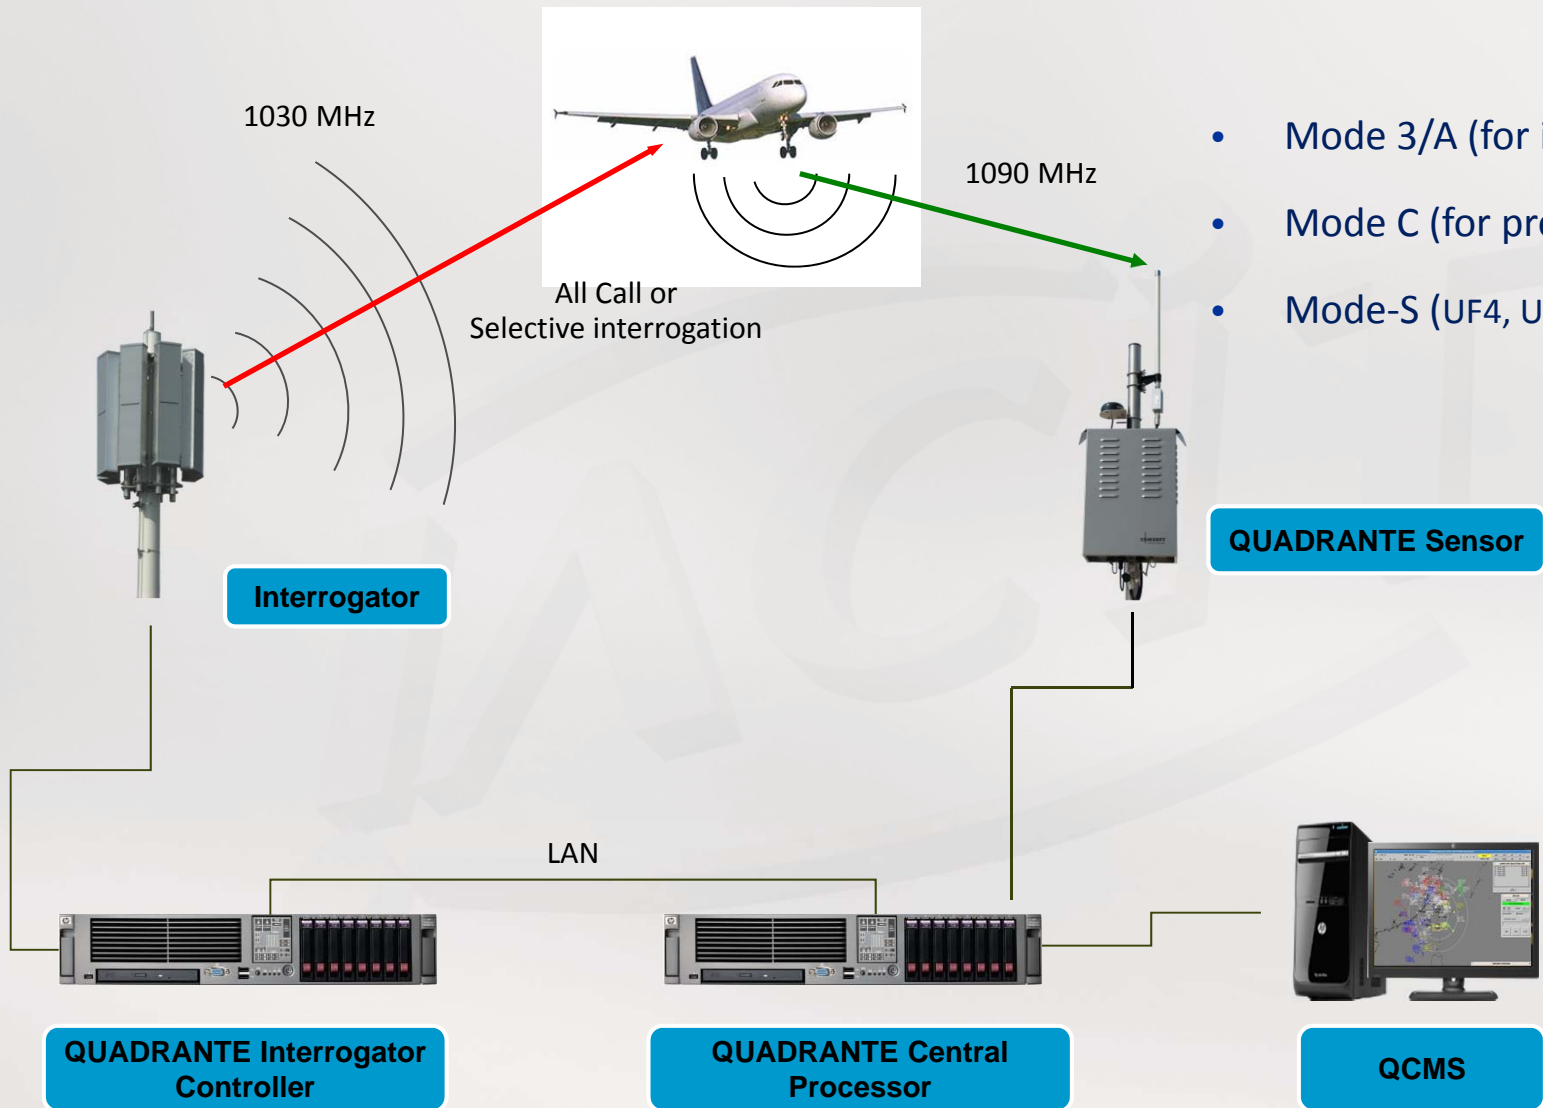 1030 MHz
1090 MHz
• Mode 3/A (for
• Mode C (for
• Mode-S (UF4,
All Call or
Selective interrogation
QUADRANTE Sensor
Interrogator
LAN
QUADRANTE Interrogator
Controller
QUADRANTE Central
Processor
QCMS